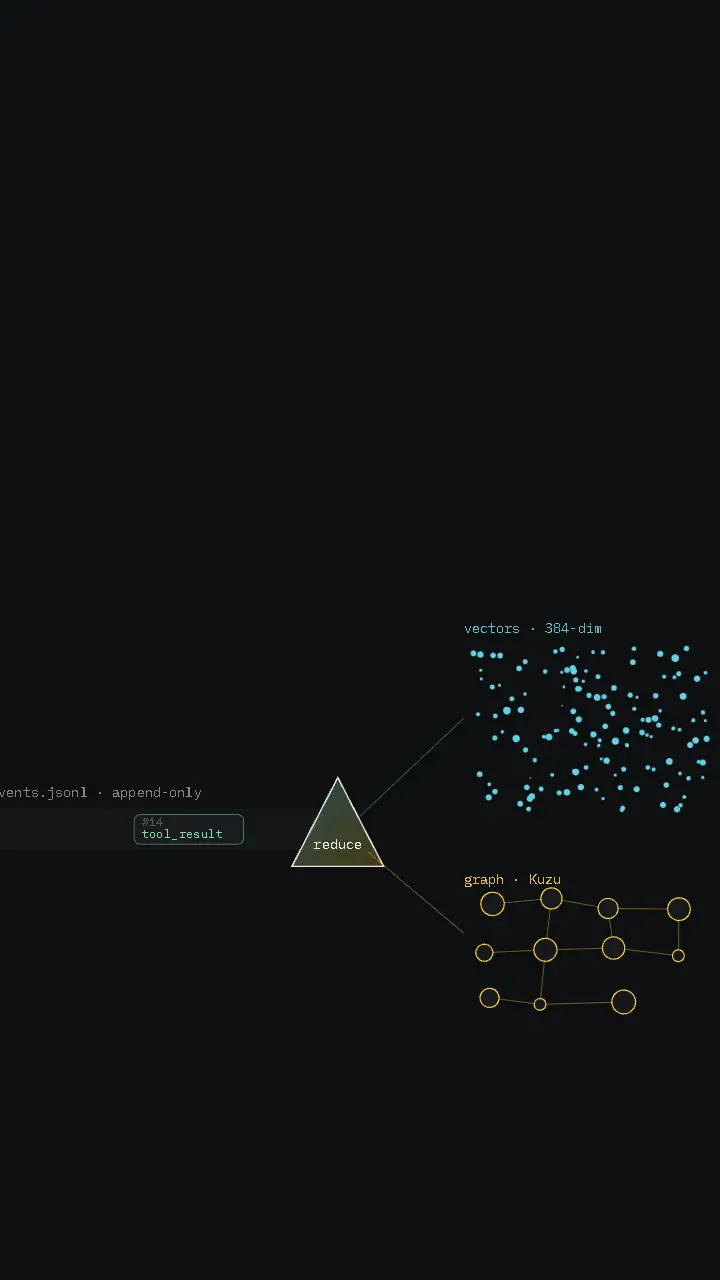 vectors · 384-dim
vents.jsonl · append-only
#14
tool_result
reduce
graph · Kuzu